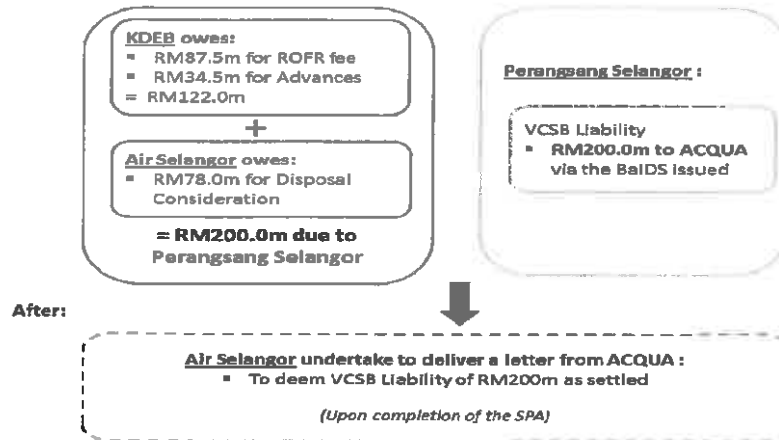 KDEB owes:
▪ RM87.5m for ROFR fee
▪ RM34.5m for Advances
= RM122.0m
+
Air Selangor owes:
▪ RM78.0m for Disposal
Consideration
= RM200.0m due to
Perangsang Selangor
Perangsang Selangor :
VCSB Liability
▪ RM200.0m to ACQUA
via the BaIDS issued
After:
Air Selangor undertake to deliver a letter from ACQUA :
▪ To deem VCSB Liability of RM200m as settled
(Upon completion of the SPA)